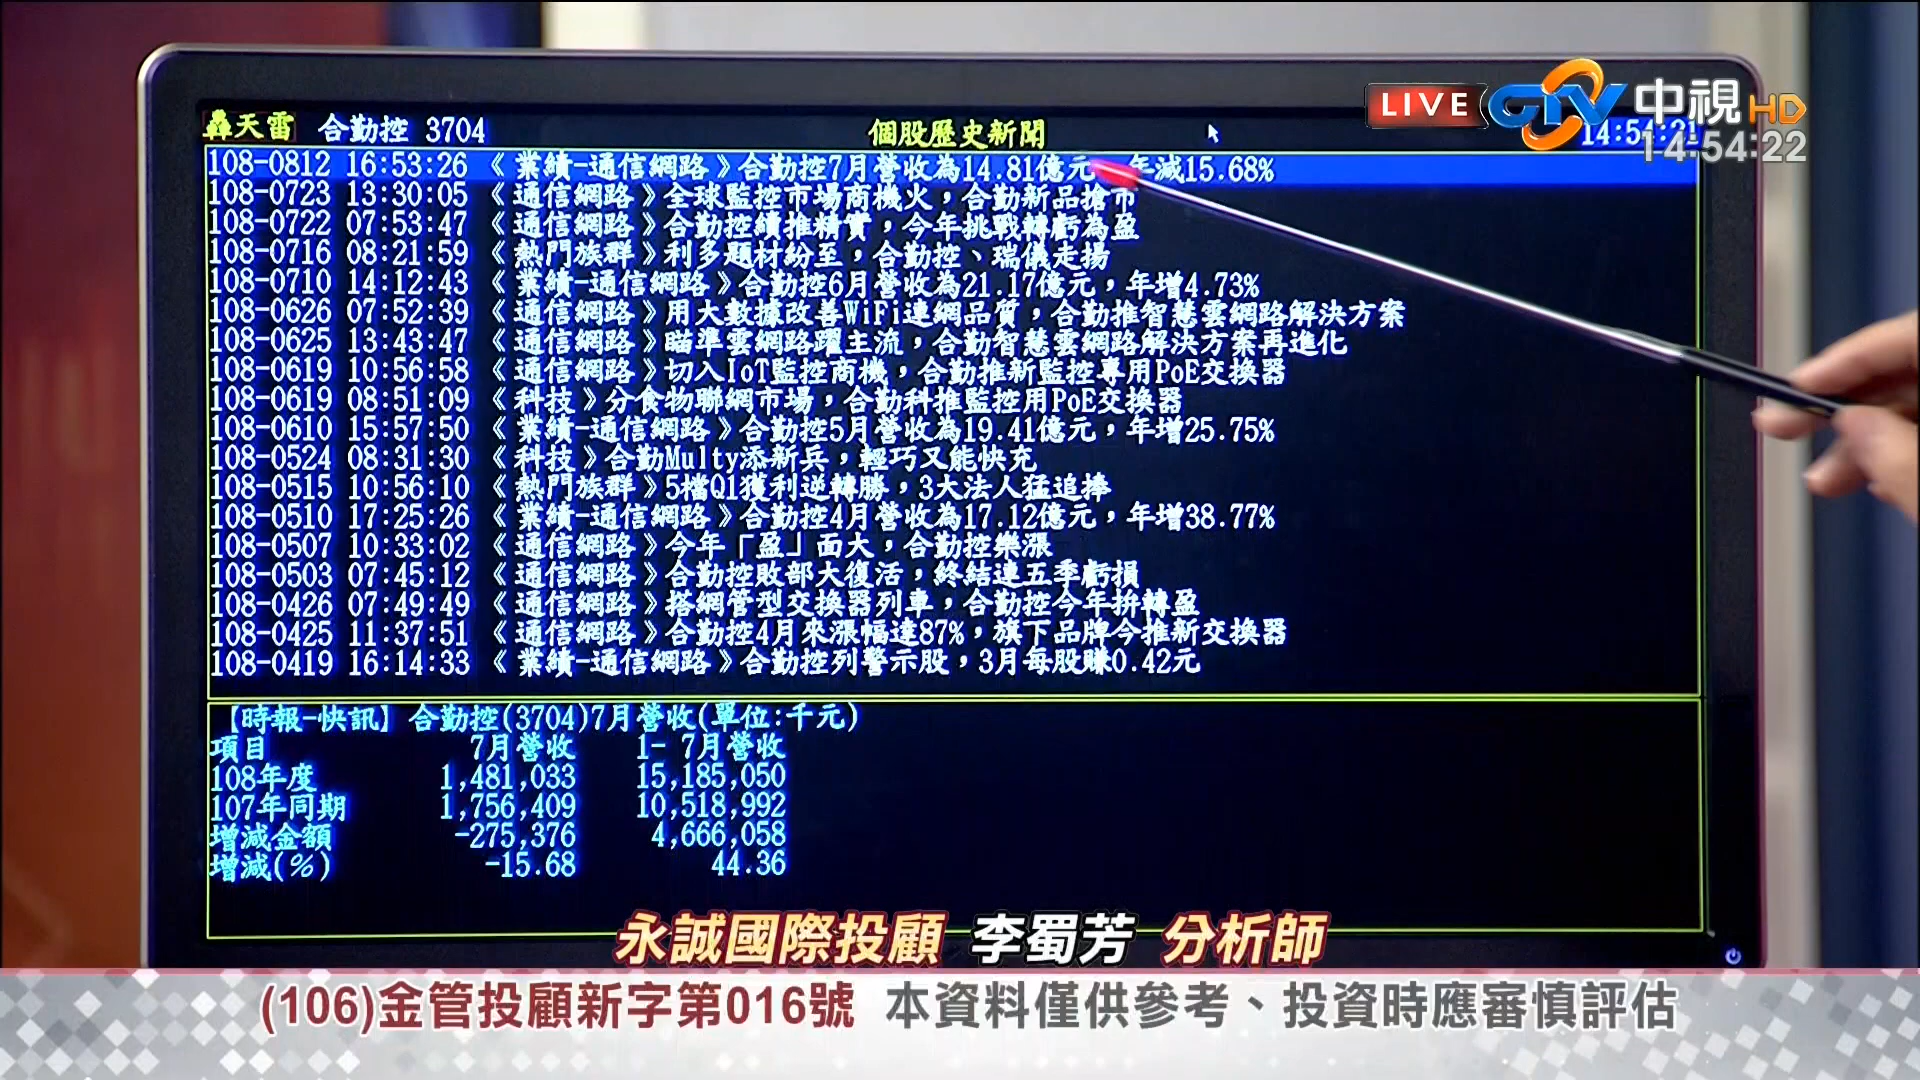 LIVE CTV 中視 HD
轟天雷 合勤控 3704 個股歷史新聞
14:54:22
108-0812 16:53:26 《業績-通信網路》合勤控7月營收為14.81億元 年減15.68%
108-0723 13:30:05 《通信網路》全球監控市場商機火，合勤新品搶市
108-0722 07:53:47 《通信網路》合勤控續推精實，今年挑戰轉虧為盈
108-0716 08:21:59 《熱門族群》利多題材紛至，合勤控、瑞儀走揚
108-0710 14:12:43 《業績-通信網路》合勤控6月營收為21.17億元，年增4.73%
108-0626 07:52:39 《通信網路》用大數據改善WiFi連網品質，合勤推智慧雲網路解決方案
108-0625 13:43:47 《通信網路》瞄準雲網路躍主流，合勤智慧雲網路解決方案再進化
108-0619 10:56:58 《通信網路》切入IoT監控商機，合勤推新監控專用PoE交換器
108-0619 08:51:09 《科技》分食物聯網市場，合勤科推監控用PoE交換器
108-0610 15:57:50 《業績-通信網路》合勤控5月營收為19.41億元，年增25.75%
108-0524 08:31:30 《科技》合勤Multy添新兵，輕巧又能快充
108-0515 10:56:10 《熱門族群》5檔Q1獲利逆轉勝，3大法人猛追捧
108-0510 17:25:26 《業績-通信網路》合勤控4月營收為17.12億元，年增38.77%
108-0507 10:33:02 《通信網路》今年「盈」面大，合勤控樂漲
108-0503 07:45:12 《通信網路》合勤控敗部大復活，終結連五季虧損
108-0426 07:49:49 《通信網路》搭網管型交換器列車，合勤控今年拚轉盈
108-0425 11:37:51 《通信網路》合勤控4月來漲幅達87%，旗下品牌今推新交換器
108-0419 16:14:33 《業績-通信網路》合勤控列警示股，3月每股賺0.42元
【時報-快訊】合勤控(3704)7月營收(單位:千元)
項目 7月營收 1- 7月營收
108年度 1,481,033 15,185,050
107年同期 1,756,409 10,518,992
增減金額 -275,376 4,666,058
增減(%) -15.68 44.36
永誠國際投顧 李蜀芳 分析師
(106)金管投顧新字第016號 本資料僅供參考、投資時應審慎評估